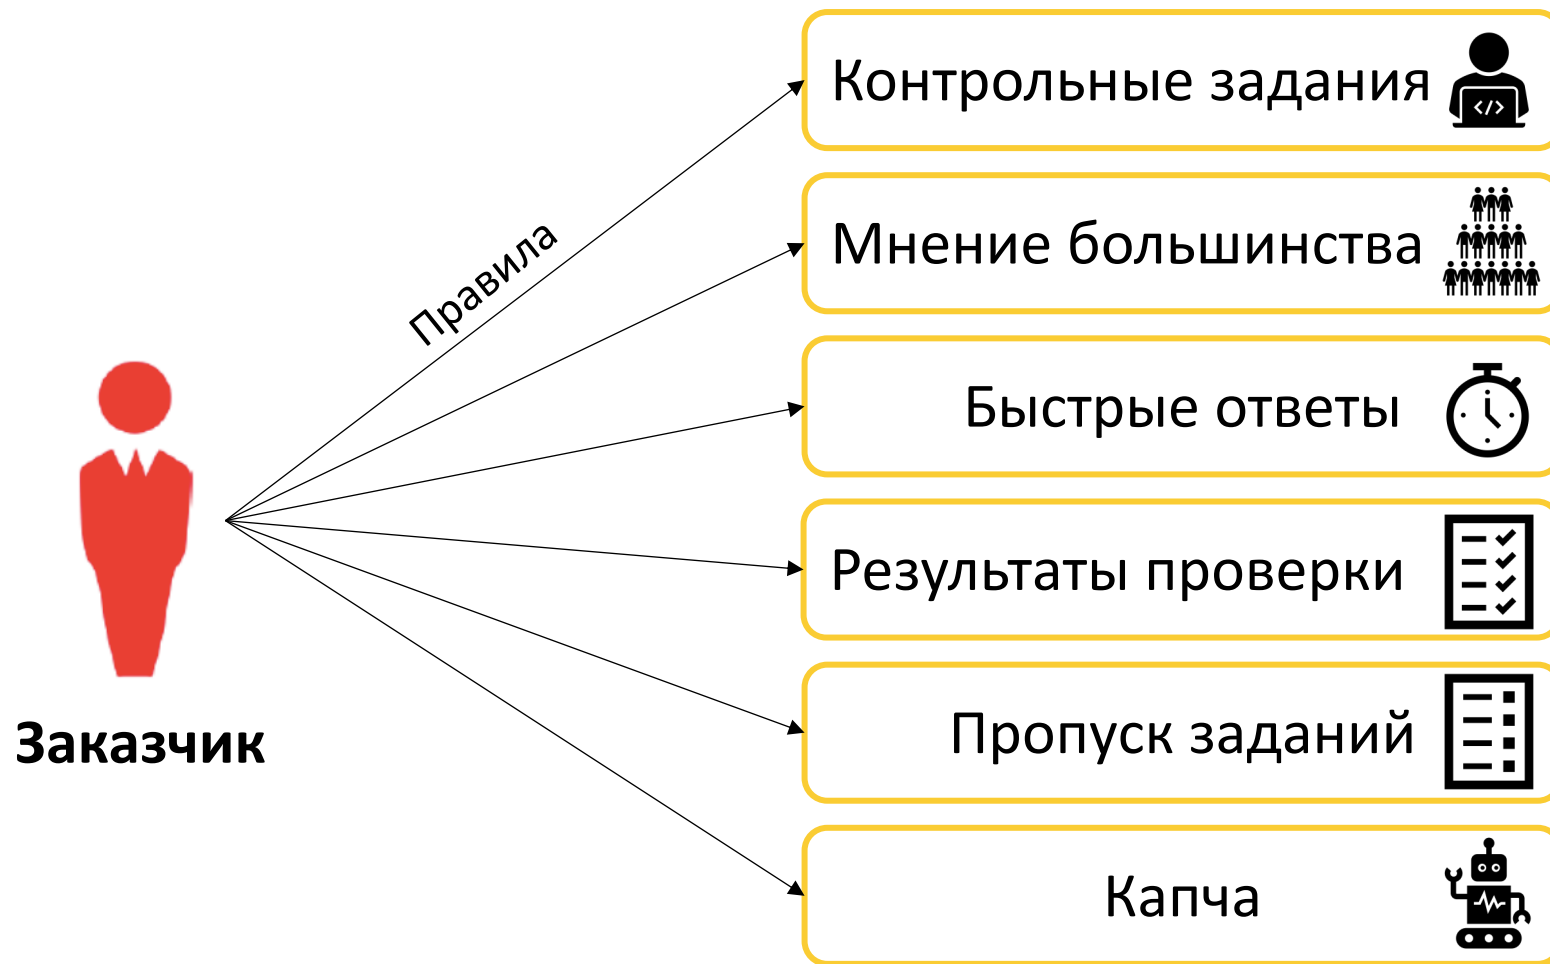 Контрольные задания
Мнение большинства
Правила
Быстрые ответы
Результаты проверки
Пропуск заданий
Заказчик
Капча